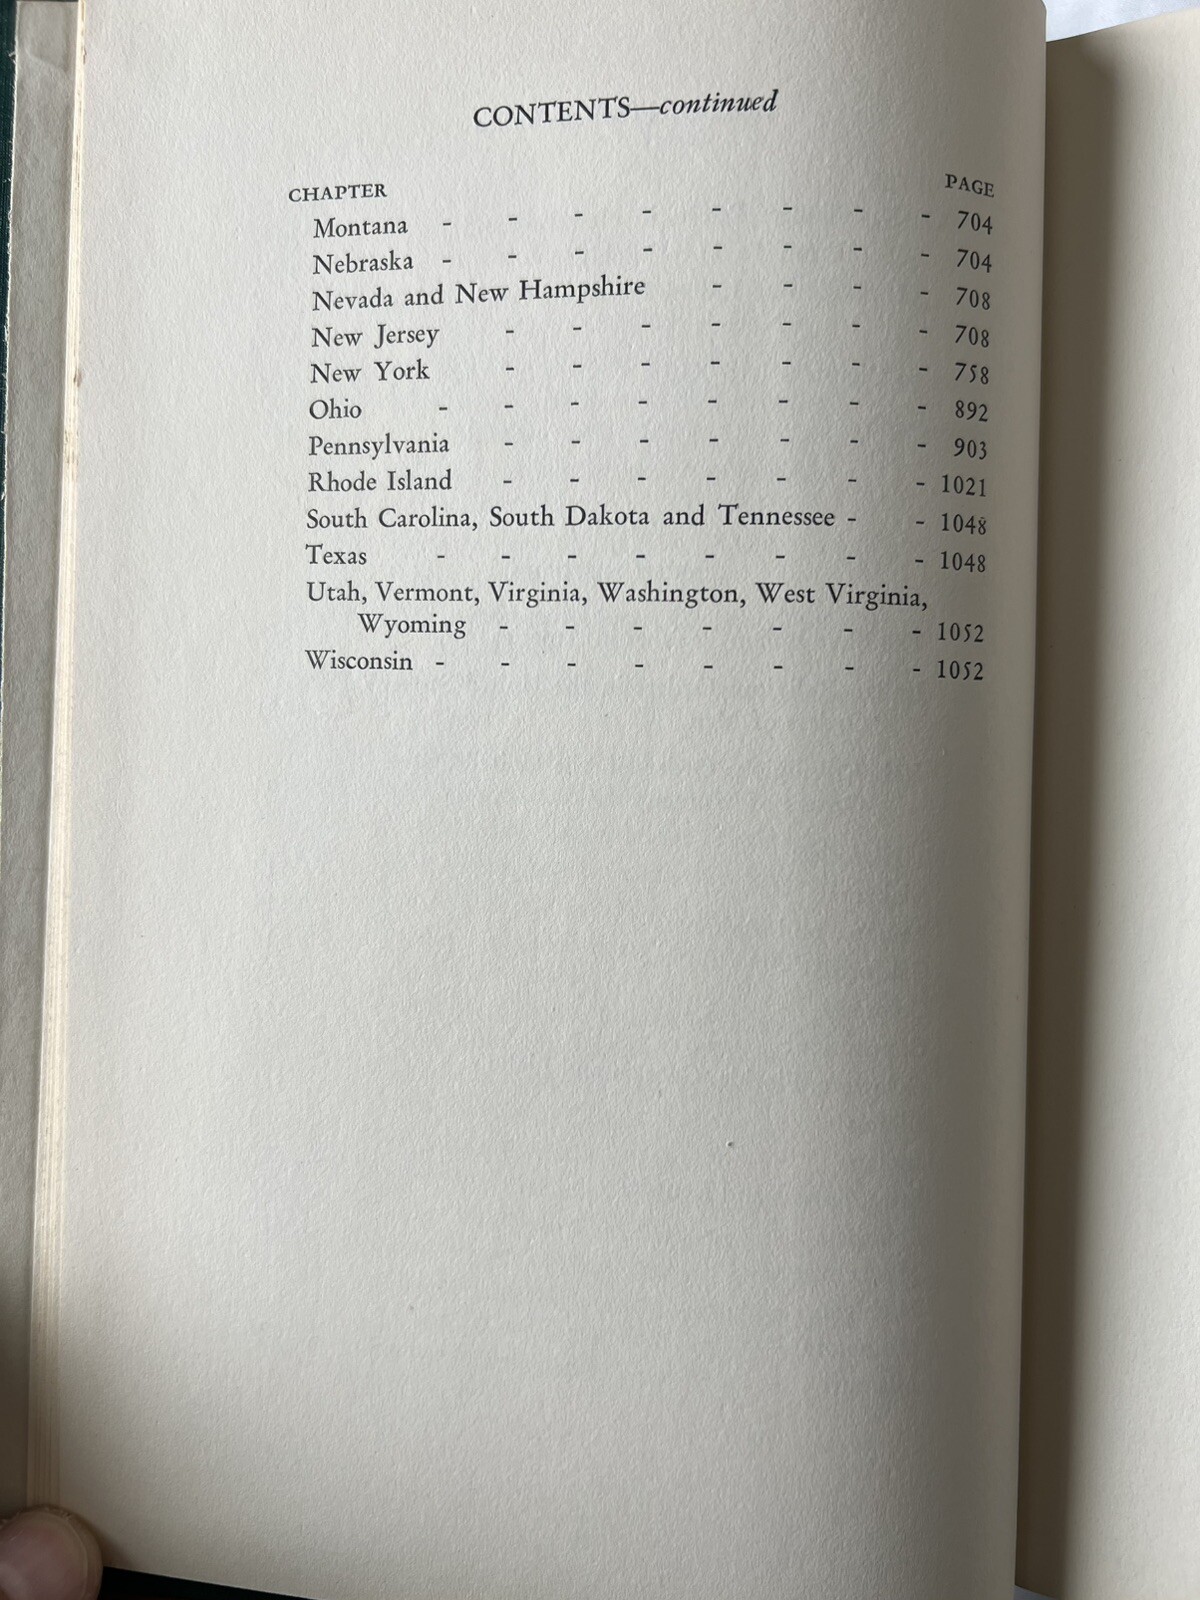 CONTENTS—continued
CHAPTER PAGE
Montana - - - - - - - - 704
Nebraska - - - - - - - - 704
Nevada and New Hampshire - - - - 708
New Jersey - - - - - - - 708
New York - - - - - - - 758
Ohio - - - - - - - - 892
Pennsylvania - - - - - - - 903
Rhode Island - - - - - - - 1021
South Carolina, South Dakota and Tennessee - - 1048
Texas - - - - - - - - 1048
Utah, Vermont, Virginia, Washington, West Virginia,
Wyoming - - - - - - - 1052
Wisconsin - - - - - - - - 1052